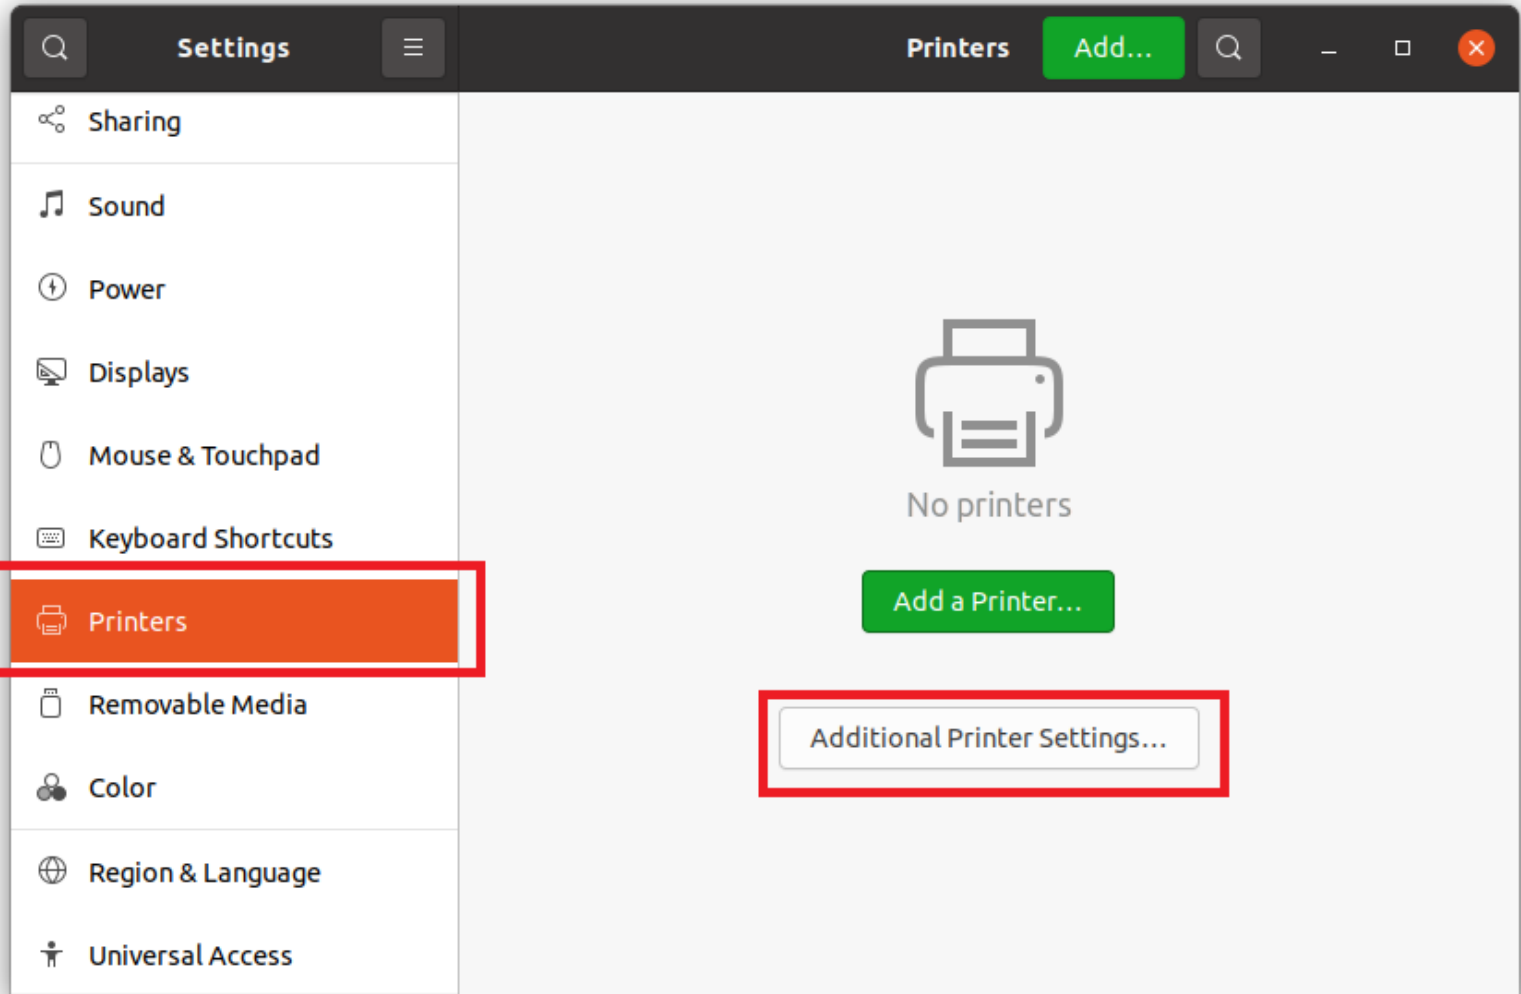 Settings
Printers
Add...
Sharing
Sound
Power
Displays
Mouse & Touchpad
Keyboard Shortcuts
Printers
Removable Media
Color
Region & Language
Universal Access
No printers
Add a Printer...
Additional Printer Settings...